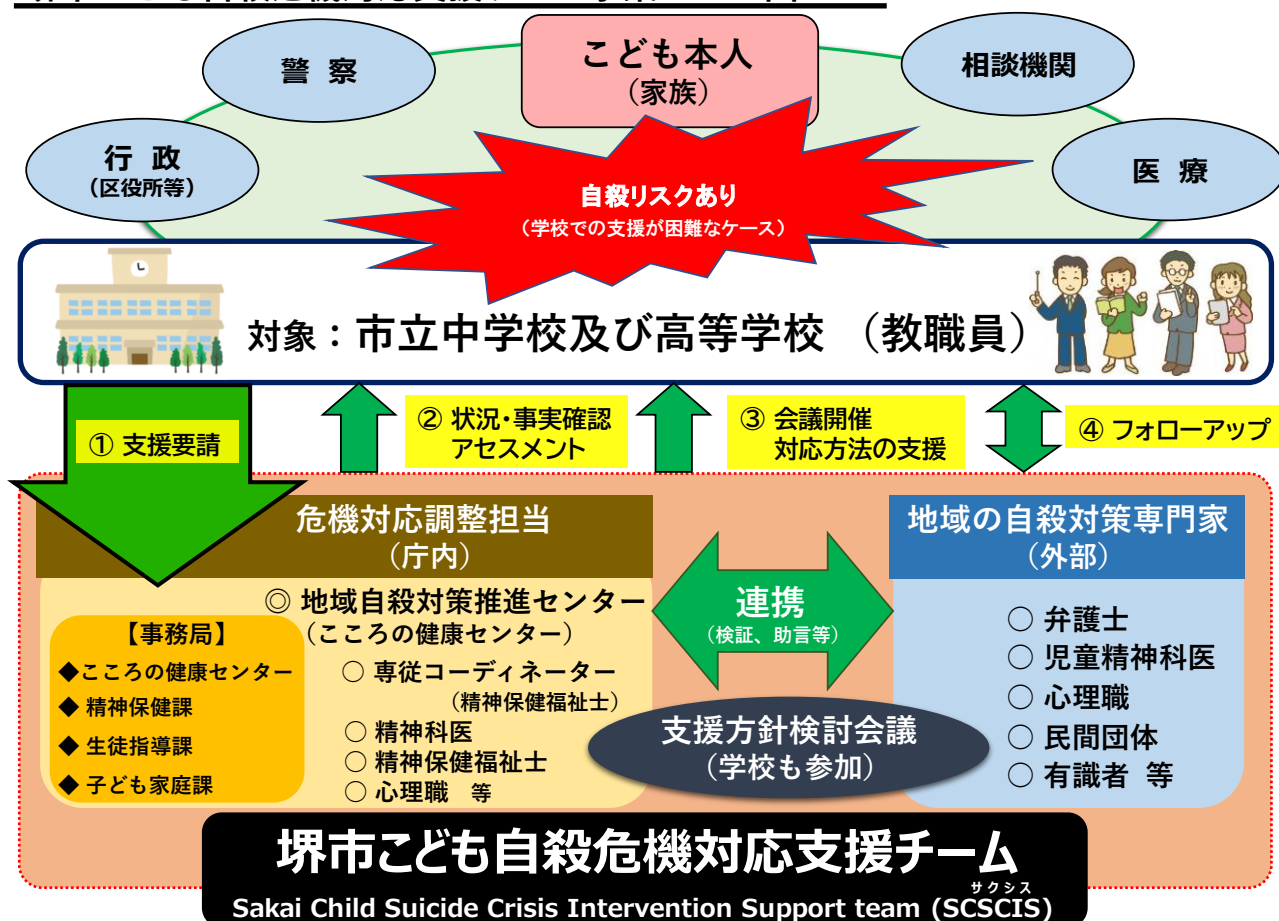 こども本人
（家族）
警 察
相談機関
行 政
（区役所等）
医 療
自殺リスクあり
（学校での支援が困難なケース）
対象：市立中学校及び高等学校 （教職員）
① 支援要請
② 状況・事実確認
アセスメント
③ 会議開催
対応方法の支援
④ フォローアップ
危機対応調整担当
（庁内）
◎ 地域自殺対策推進センター
（こころの健康センター）
【事務局】
◆こころの健康センター
◆ 精神保健課
◆ 生徒指導課
◆ 子ども家庭課
○ 専従コーディネーター
（精神保健福祉士）
○ 精神科医
○ 精神保健福祉士
○ 心理職 等
連携
（検証、助言等）
支援方針検討会議
（学校も参加）
地域の自殺対策専門家
（外部）
○ 弁護士
○ 児童精神科医
○ 心理職
○ 民間団体
○ 有識者 等
堺市こども自殺危機対応支援チーム
サクシス
Sakai Child Suicide Crisis Intervention Support team (SCSCIS)